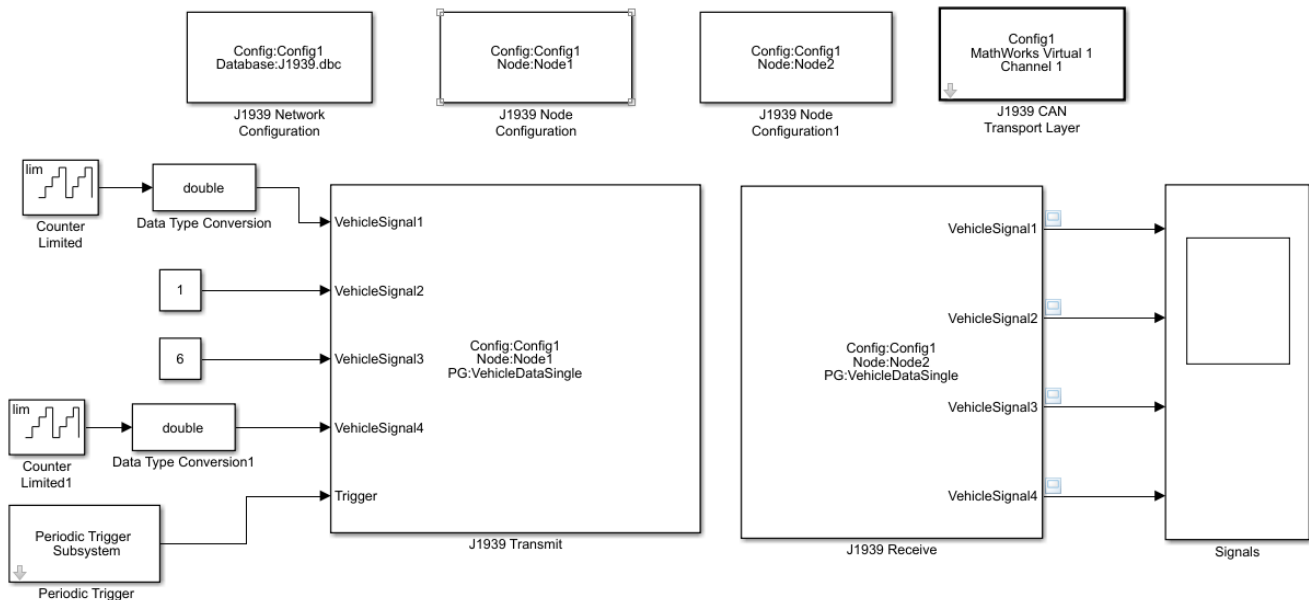 Config:Config1
Database:J1939.dbc
J1939 Network
Configuration
Config:Config1
Node:Node1
J1939 Node
Configuration
Config:Config1
Node:Node2
J1939 Node
Configuration1
Config1
MathWorks Virtual 1
Channel 1
J1939 CAN
Transport Layer
lim
Counter
Limited
double
Data Type Conversion
1
6
lim
Counter
Limited1
double
Data Type Conversion1
Periodic Trigger
Subsystem
Periodic Trigger
VehicleSignal1
VehicleSignal2
VehicleSignal3
VehicleSignal4
Trigger
Config:Config1
Node:Node1
PG:VehicleDataSingle
J1939 Transmit
Config:Config1
Node:Node2
PG:VehicleDataSingle
VehicleSignal1
VehicleSignal2
VehicleSignal3
VehicleSignal4
J1939 Receive
Signals